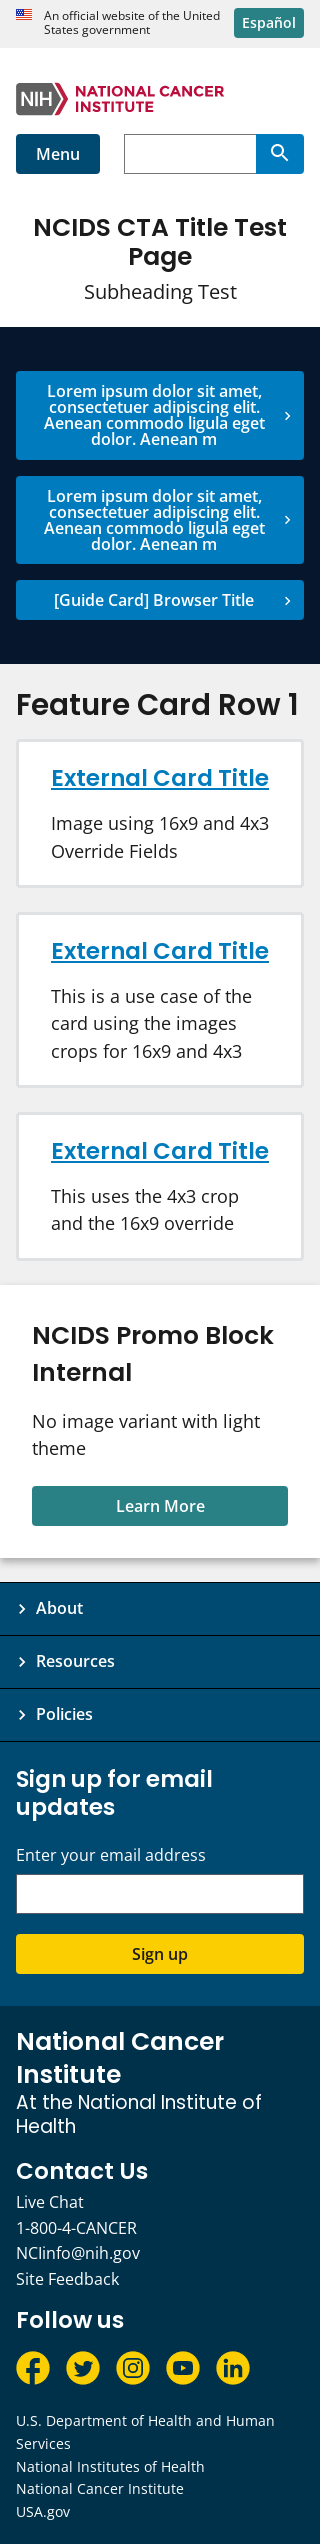 An official website of the United
States government
Español
NIH NATIONAL CANCER
INSTITUTE
Menu
NCIDS CTA Title Test
Page
Subheading Test
Lorem ipsum dolor sit amet,
consectetuer adipiscing elit.
Aenean commodo ligula eget
dolor. Aenean m
Lorem ipsum dolor sit amet,
consectetuer adipiscing elit.
Aenean commodo ligula eget
dolor. Aenean m
[Guide Card] Browser Title
Feature Card Row 1
External Card Title
Image using 16x9 and 4x3
Override Fields
External Card Title
This is a use case of the
card using the images
crops for 16x9 and 4x3
External Card Title
This uses the 4x3 crop
and the 16x9 override
NCIDS Promo Block
Internal
No image variant with light
theme
Learn More
About
Resources
Policies
Sign up for email
updates
Enter your email address
Sign up
National Cancer
Institute
At the National Institute of
Health
Contact Us
Live Chat
1-800-4-CANCER
NCIinfo@nih.gov
Site Feedback
Follow us
U.S. Department of Health and Human
Services
National Institutes of Health
National Cancer Institute
USA.gov